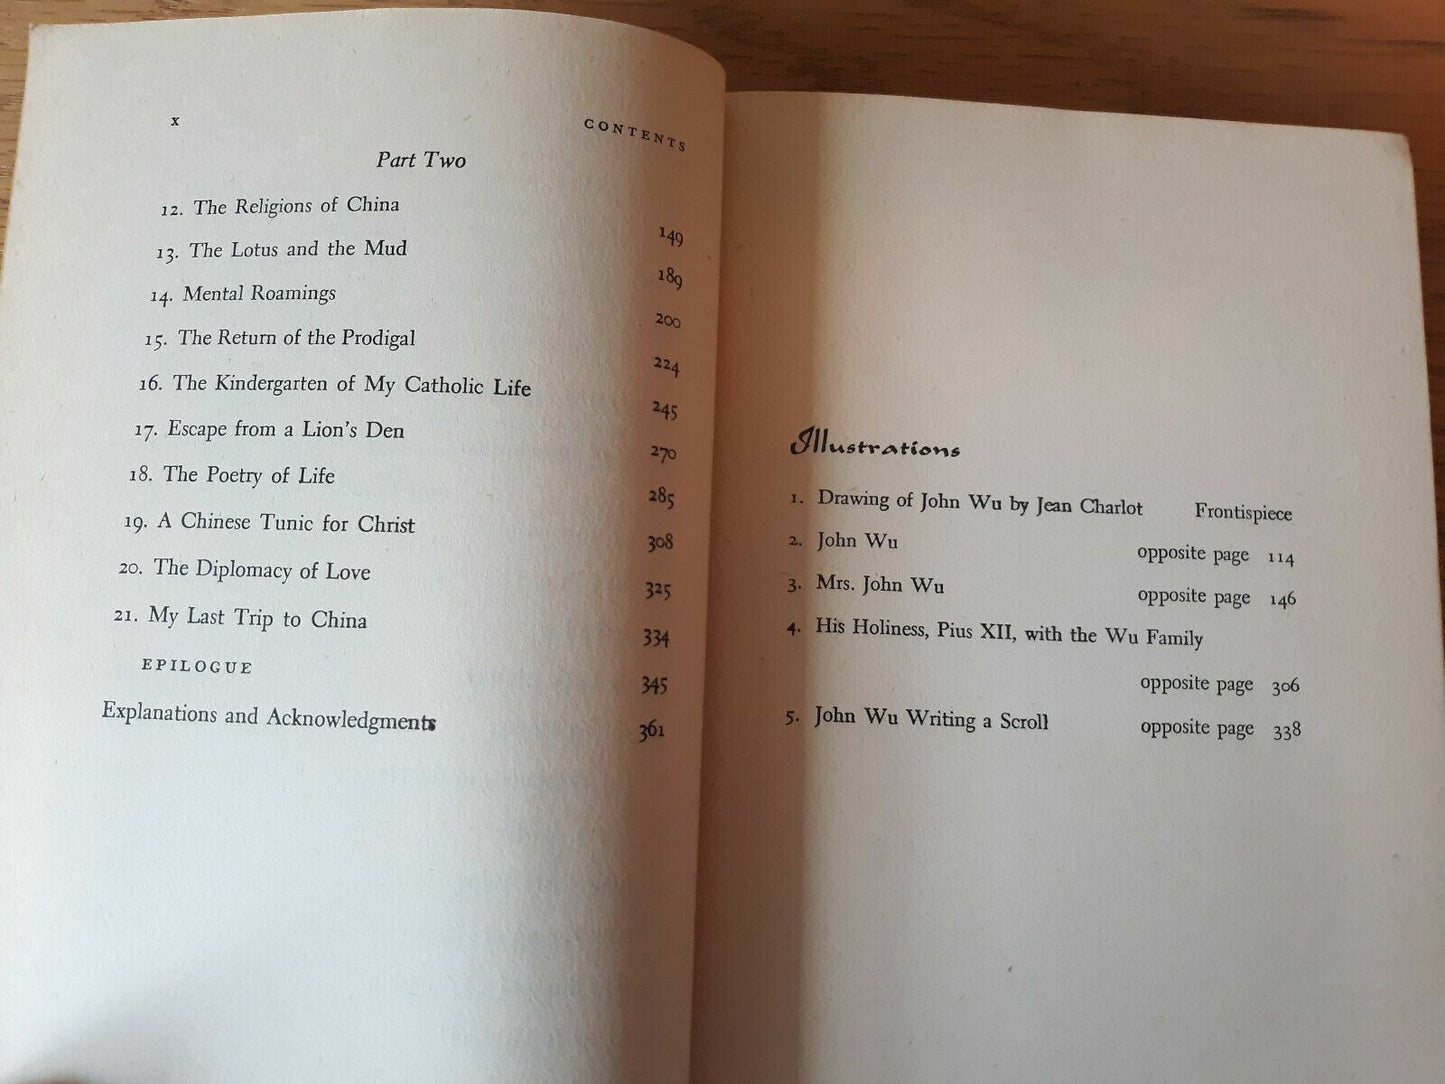 x CONTENTS
Part Two
12. The Religions of China 149
13. The Lotus and the Mud 189
14. Mental Roamings 200
15. The Return of the Prodigal 224
16. The Kindergarten of My Catholic Life 245
17. Escape from a Lion's Den 270
18. The Poetry of Life 285
19. A Chinese Tunic for Christ 308
20. The Diplomacy of Love 325
21. My Last Trip to China 334
EPILOGUE 345
Explanations and Acknowledgments 361
Illustrations
1. Drawing of John Wu by Jean Charlot Frontispiece
2. John Wu opposite page 114
3. Mrs. John Wu opposite page 146
4. His Holiness, Pius XII, with the Wu Family
opposite page 306
5. John Wu Writing a Scroll opposite page 338